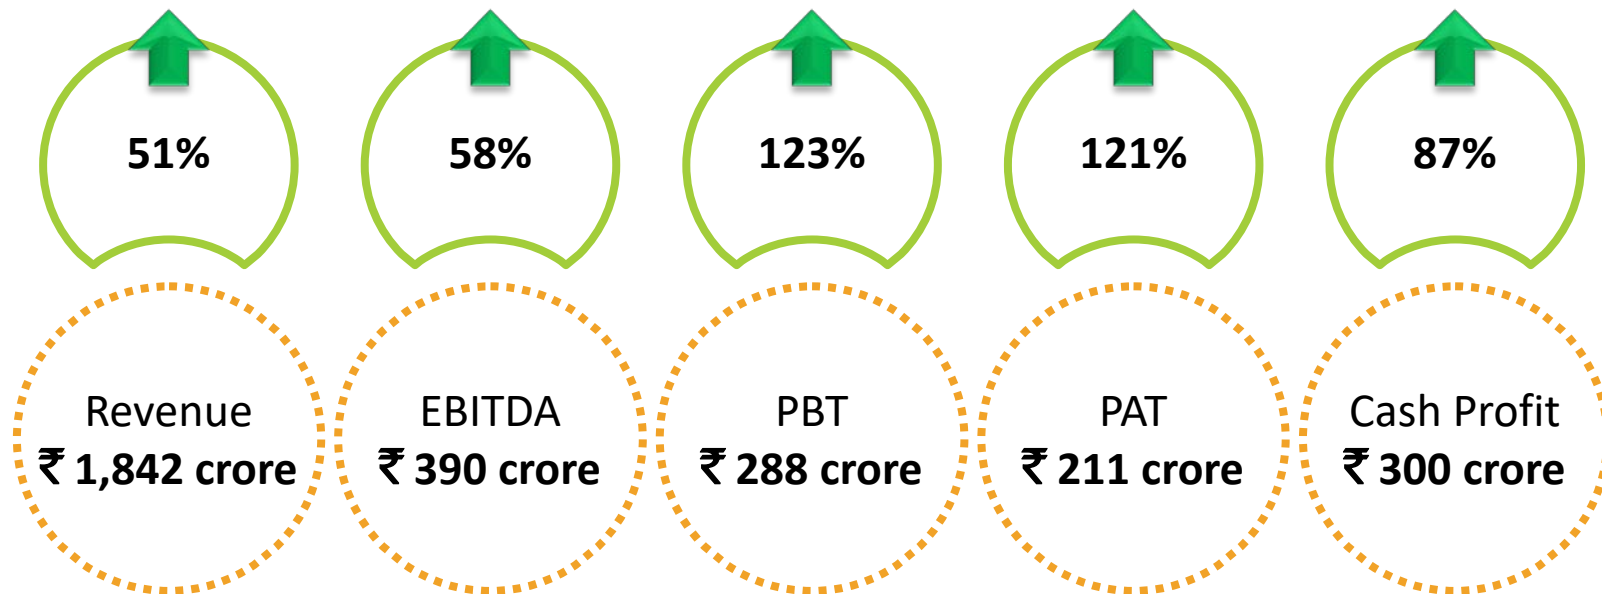 51%
58%
123%
121%
87%
Revenue
₹ 1,842 crore
EBITDA
₹ 390 crore
PBT
₹ 288 crore
PAT
₹ 211 crore
Cash Profit
₹ 300 crore